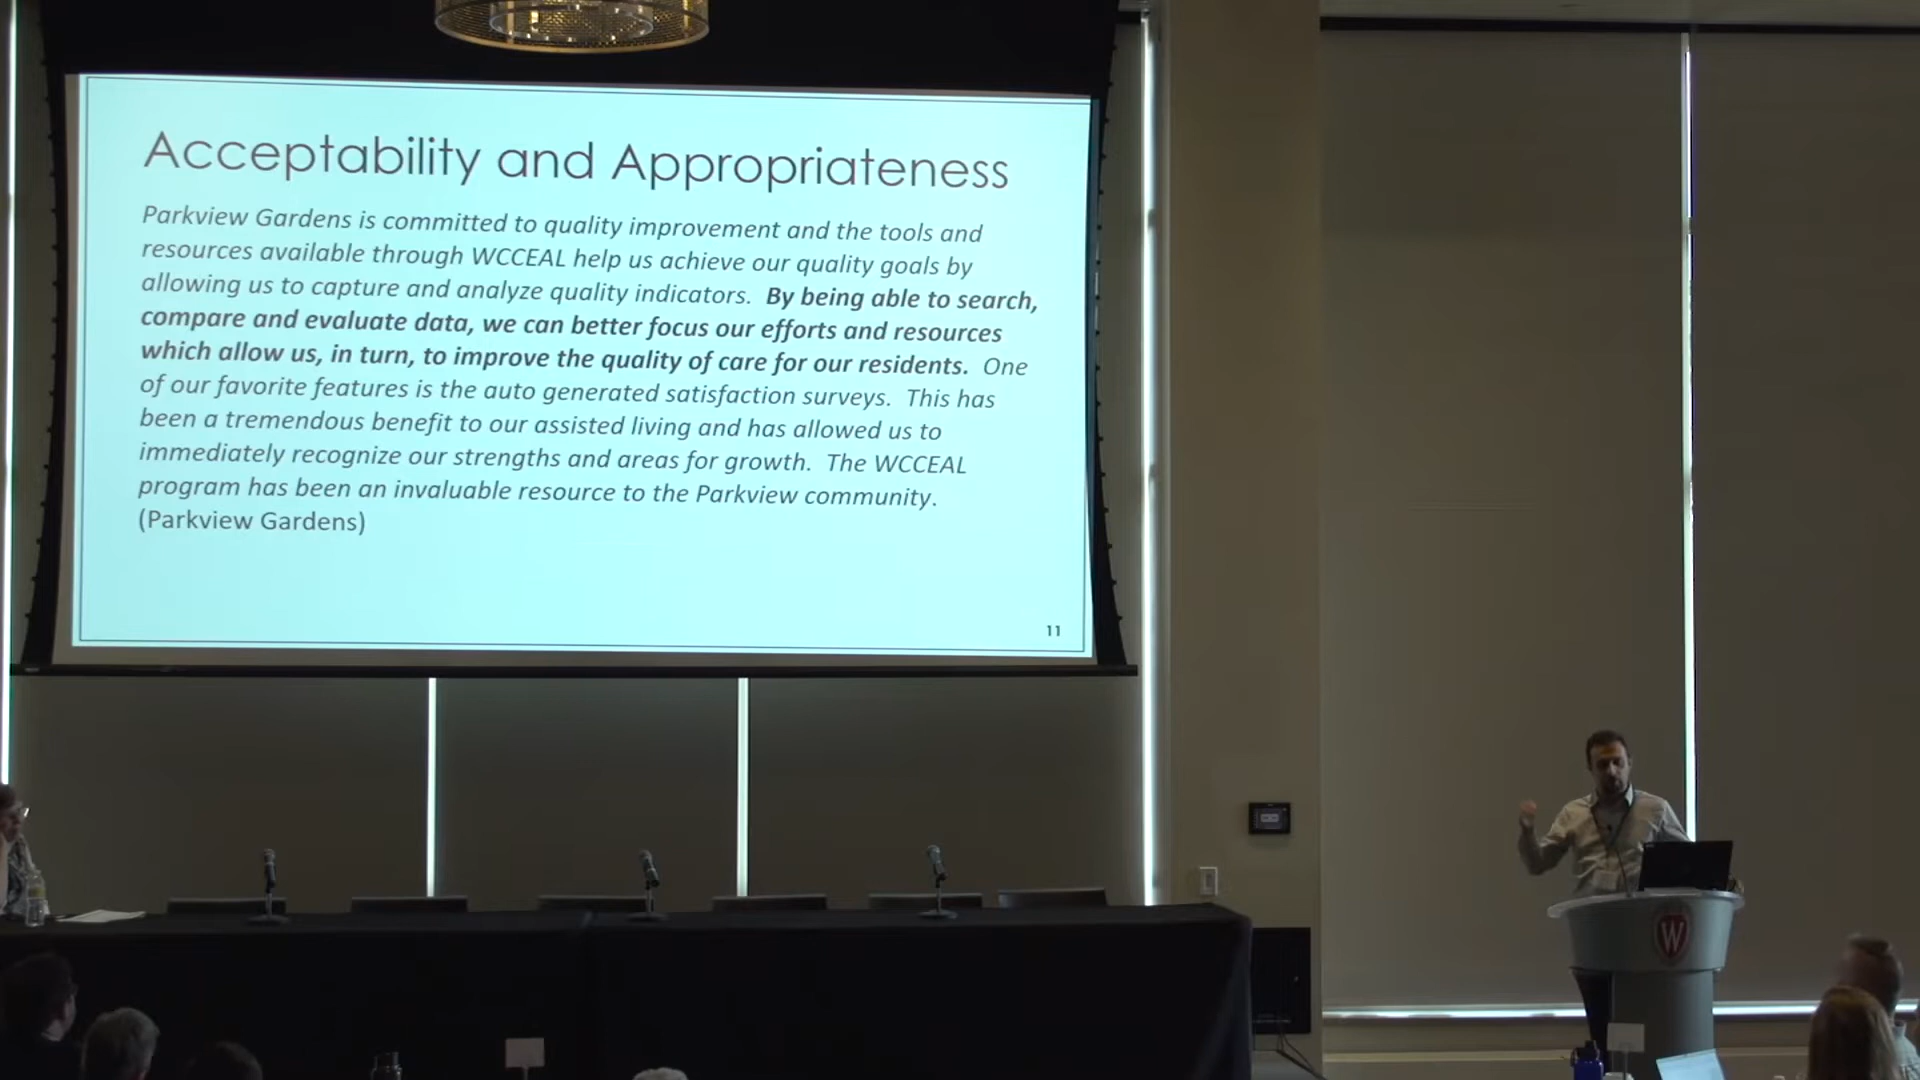 Acceptability and Appropriateness
Parkview Gardens is committed to quality improvement and the tools and
resources available through WCCEAL help us achieve our quality goals by
allowing us to capture and analyze quality indicators.  By being able to search,
compare and evaluate data, we can better focus our efforts and resources
which allow us, in turn, to improve the quality of care for our residents.  One
of our favorite features is the auto generated satisfaction surveys.  This has
been a tremendous benefit to our assisted living and has allowed us to
immediately recognize our strengths and areas for growth.  The WCCEAL
program has been an invaluable resource to the Parkview community.
(Parkview Gardens)
11
W